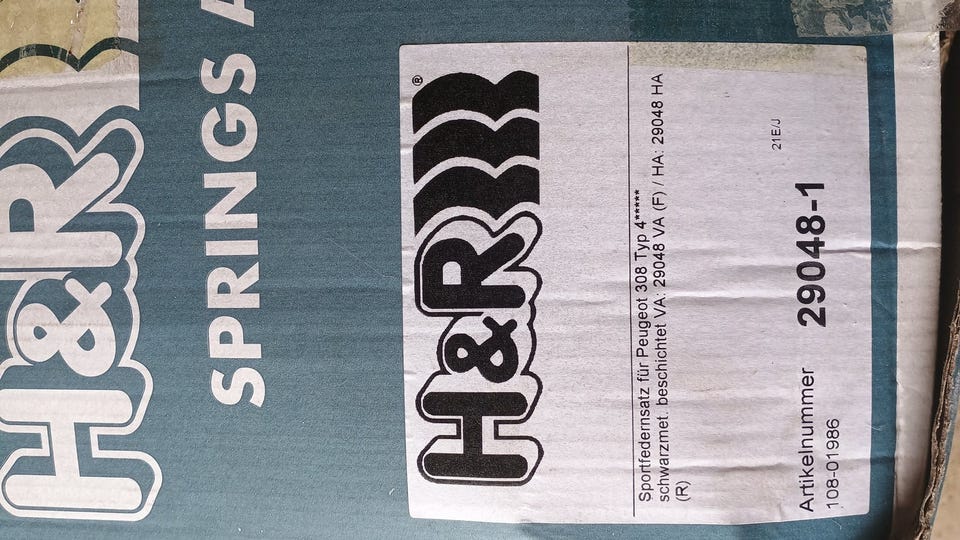 H&R
SPRINGS A
H&R®
Sportfedernsatz für Peugeot 308 Typ 4*****
schwarzmet. beschichtet VA: 29048 VA (F) / HA: 29048 HA
(R)
21E/J
Artikelnummer 29048-1
108-01986